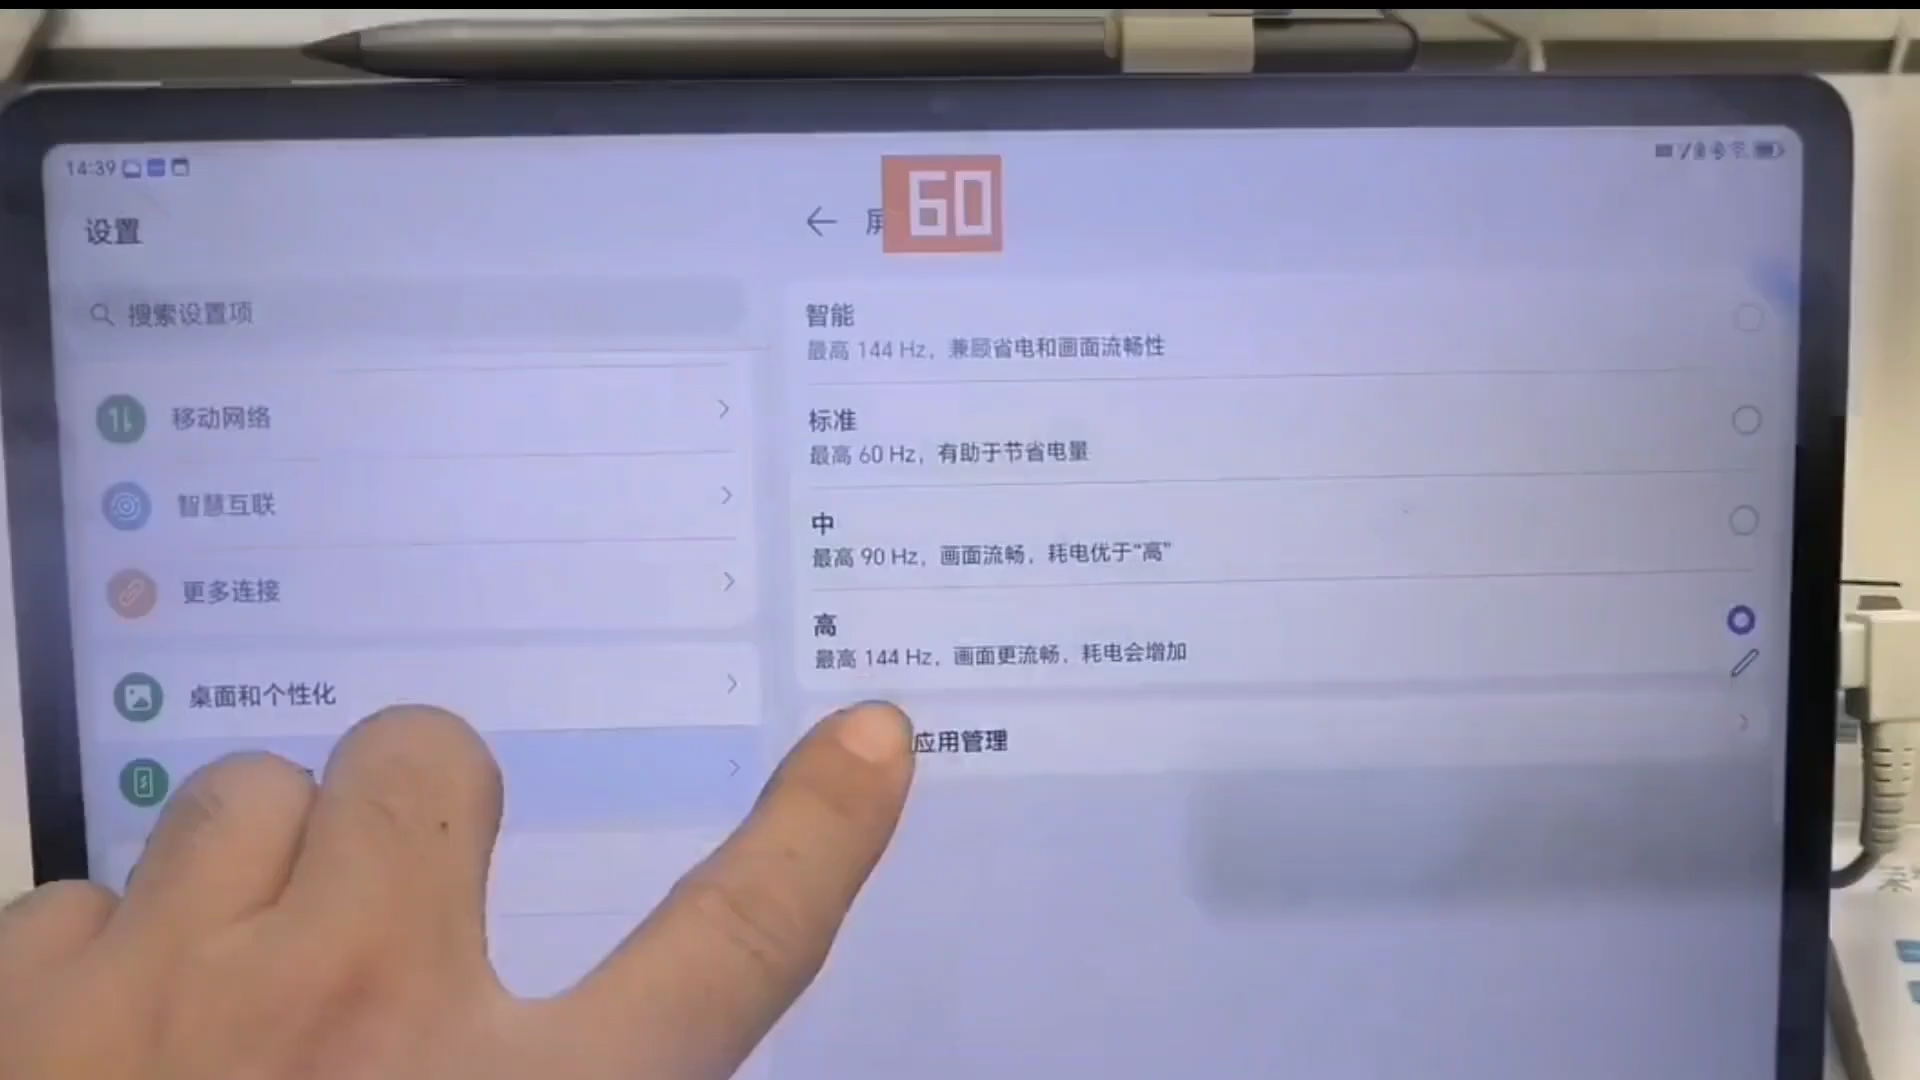 14:39
设置
60
搜索设置项
移动网络
智慧互联
更多连接
桌面和个性化
智能
最高 144 Hz，兼顾省电和画面流畅性
标准
最高 60 Hz，有助于节省电量
中
最高 90 Hz，画面流畅，耗电优于“高”
高
最高 144 Hz，画面更流畅，耗电会增加
应用管理